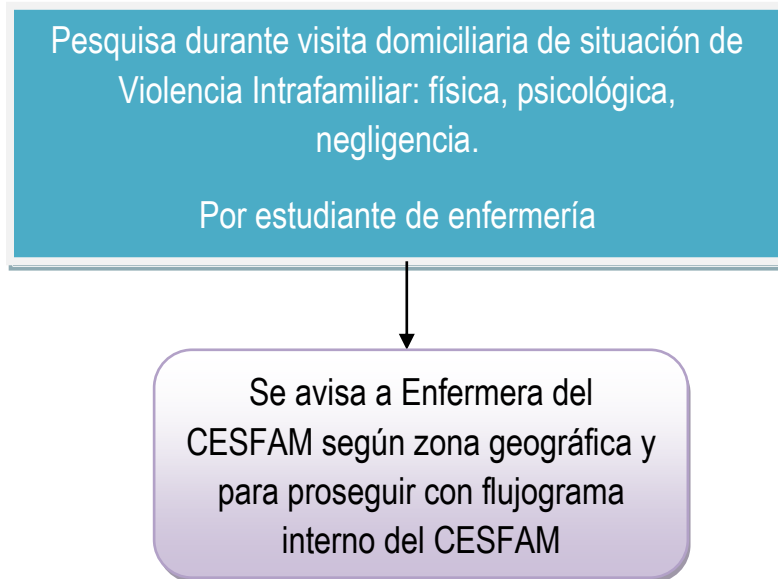 Pesquisa durante visita domiciliaria de situación de
Violencia Intrafamiliar: física, psicológica,
negligencia.
Por estudiante de enfermería
Se avisa a Enfermera del
CESFAM según zona geográfica y
para proseguir con flujograma
interno del CESFAM